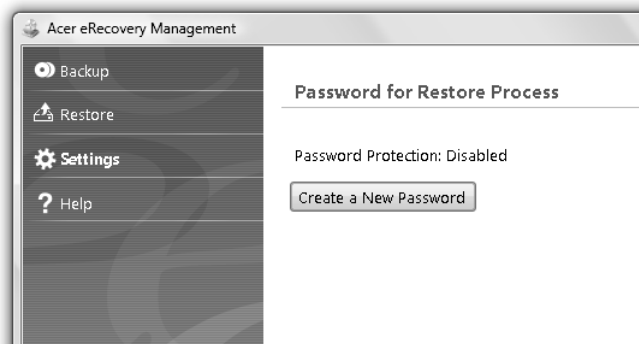 Acer eRecovery Management
Backup
Restore
Settings
Help
Password for Restore Process
Password Protection: Disabled
Create a New Password